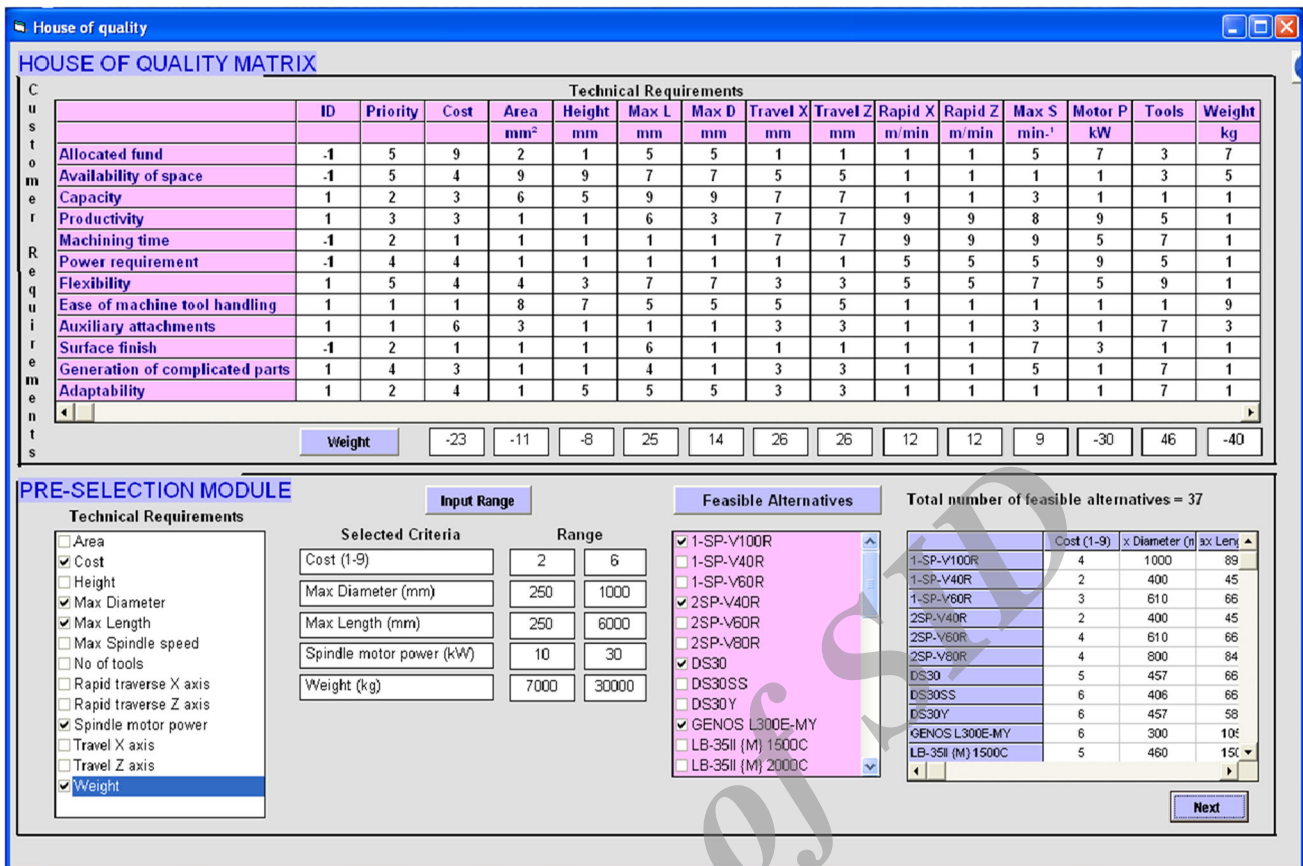 House of quality
HOUSE OF QUALITY MATRIX
Customer Requirements
Technical Requirements
ID Priority Cost Area Height Max L Max D Travel X Travel Z Rapid X Rapid Z Max S Motor P Tools Weight
mm² mm mm mm mm mm m/min m/min min-¹ kW kg
Allocated fund -1 5 9 2 1 5 5 1 1 1 1 5 7 3 7
Availability of space -1 5 4 9 9 7 7 5 5 1 1 1 1 3 5
Capacity 1 2 3 6 5 9 9 7 7 1 1 3 1 1 1
Productivity 1 3 3 1 1 6 3 7 7 9 9 8 9 5 1
Machining time -1 2 1 1 1 1 1 7 7 9 9 9 5 7 1
Power requirement -1 4 4 1 1 1 1 1 1 5 5 5 9 5 1
Flexibility 1 5 4 4 3 7 7 3 3 5 5 7 5 9 1
Ease of machine tool handling 1 1 1 8 7 5 5 5 5 1 1 1 1 1 9
Auxiliary attachments 1 1 6 3 1 1 1 3 3 1 1 3 1 7 3
Surface finish -1 2 1 1 1 6 1 1 1 1 1 7 3 1 1
Generation of complicated parts 1 4 3 1 1 4 1 3 3 1 1 5 1 7 1
Adaptability 1 2 4 1 5 5 5 3 3 1 1 1 1 7 1
Weight -23 -11 -8 25 14 26 26 12 12 9 -30 46 -40
PRE-SELECTION MODULE
Technical Requirements
Area
Cost
Height
Max Diameter
Max Length
Max Spindle speed
No of tools
Rapid traverse X axis
Rapid traverse Z axis
Spindle motor power
Travel X axis
Travel Z axis
Weight
Input Range
Selected Criteria Range
Cost (1-9) 2 6
Max Diameter (mm) 250 1000
Max Length (mm) 250 6000
Spindle motor power (kW) 10 30
Weight (kg) 7000 30000
Feasible Alternatives
1-SP-V100R
1-SP-V40R
1-SP-V60R
2SP-V40R
2SP-V60R
2SP-V80R
DS30
DS30SS
DS30Y
GENOS L300E-MY
LB-35II {M} 1500C
LB-35II {M} 2000C
Total number of feasible alternatives = 37
Cost (1-9) x Diameter (n ax Leng
1-SP-V100R 4 1000 89
1-SP-V40R 2 400 45
1-SP-V60R 3 610 66
2SP-V40R 2 400 45
2SP-V60R 4 610 66
2SP-V80R 4 800 84
DS30 5 457 66
DS30SS 6 406 66
DS30Y 6 457 58
GENOS L300E-MY 6 300 105
LB-35II {M} 1500C 5 460 150
Next
of SID